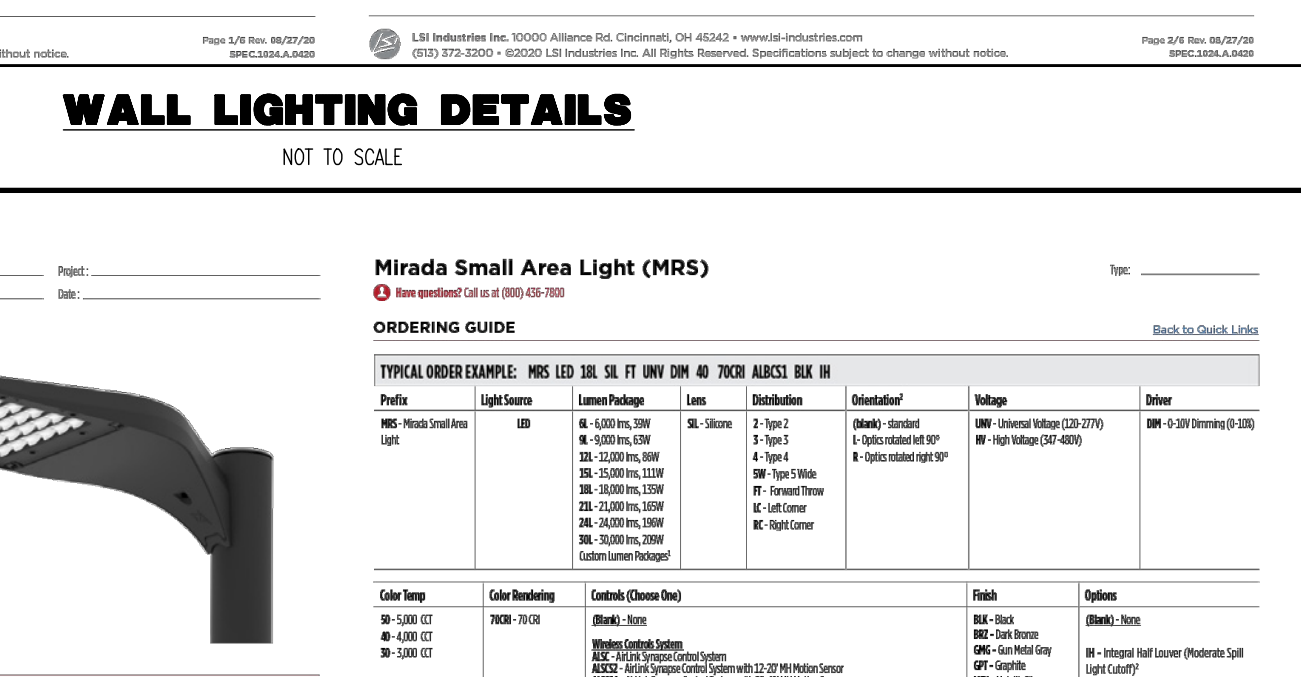 thout notice.
Page 1/6 Rev. 08/27/20
SPEC.1024.A.0420
LSI Industries Inc. 10000 Alliance Rd. Cincinnati, OH 45242 • www.lsi-industries.com
(513) 372-3200 • ©2020 LSI Industries Inc. All Rights Reserved. Specifications subject to change without notice.
Page 2/6 Rev. 08/27/20
SPEC.1024.A.0420
WALL LIGHTING DETAILS
NOT TO SCALE
Project:
Date:
Mirada Small Area Light (MRS)
Type:
Have questions? Call us at (800) 436-7800
ORDERING GUIDE
Back to Quick Links
TYPICAL ORDER EXAMPLE: MRS LED 18L SIL FT UNV DIM 40 70CRI ALBCS1 BLK IH
Prefix
MRS - Mirada Small Area
Light
Light Source
LED
Lumen Package
6L - 6,000 lms, 39W
9L - 9,000 lms, 63W
12L - 12,000 lms, 86W
15L - 15,000 lms, 111W
18L - 18,000 lms, 135W
21L - 21,000 lms, 165W
24L - 24,000 lms, 196W
30L - 30,000 lms, 209W
Custom Lumen Packages¹
Lens
SIL - Silicone
Distribution
2 - Type 2
3 - Type 3
4 - Type 4
5W - Type 5 Wide
FT - Forward Throw
LC - Left Corner
RC - Right Corner
Orientation²
(blank) - standard
L - Optics rotated left 90°
R - Optics rotated right 90°
Voltage
UNV - Universal Voltage (120-277V)
HV - High Voltage (347-480V)
Driver
DIM - 0-10V Dimming (0-10%)
Color Temp
50 - 5,000 CCT
40 - 4,000 CCT
30 - 3,000 CCT
Color Rendering
70CRI - 70 CRI
Controls (Choose One)
(Blank) - None
Wireless Controls System
ALSC - AirLink Synapse Control System
ALSCS2 - AirLink Synapse Control System with 12-20' MH Motion Sensor
Finish
BLK - Black
BRZ - Dark Bronze
GMG - Gun Metal Gray
GPT - Graphite
Options
(Blank) - None
IH - Integral Half Louver (Moderate Spill
Light Cutoff)²